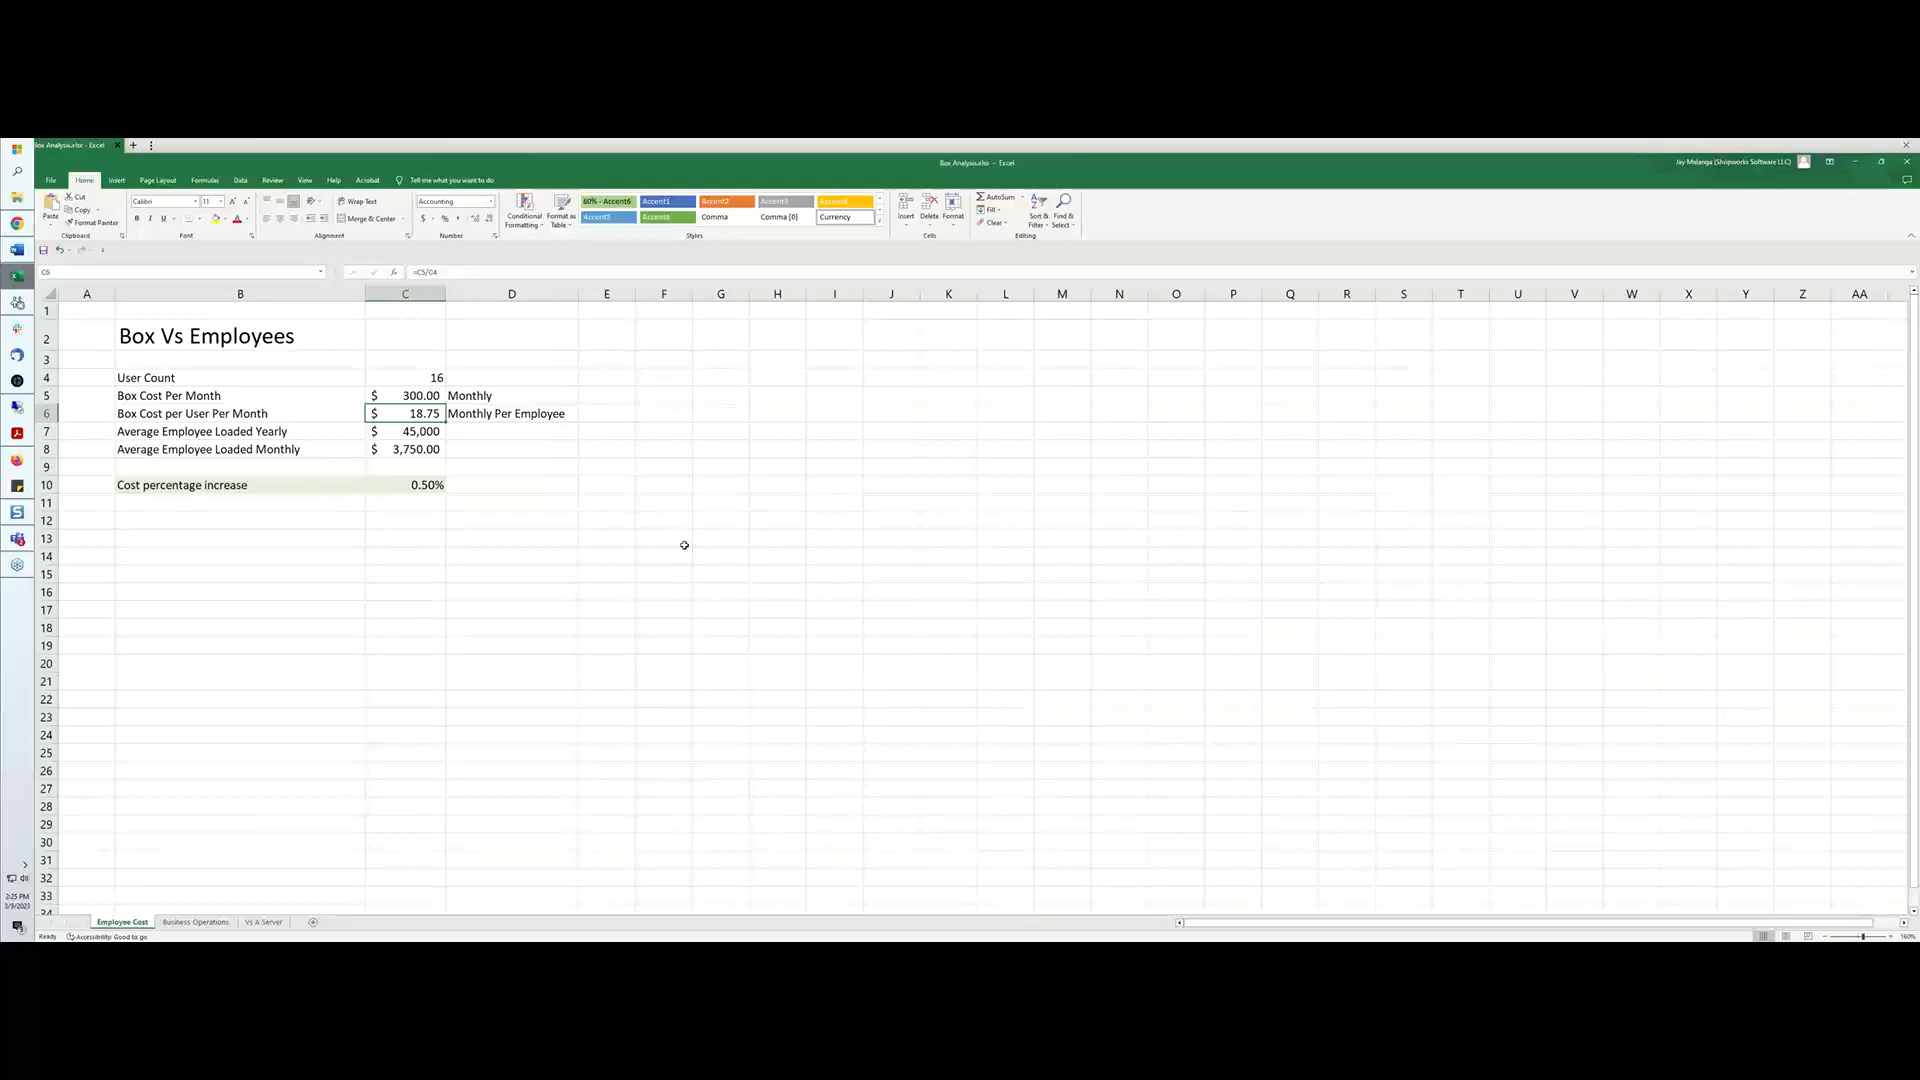 Box Analysis.xlsx - Excel
Box Analysis.xlsx - Excel
Jay Malanga (Shopworks Software LLC)
File Home Insert Page Layout Formulas Data Review View Help Acrobat Tell me what you want to do
Paste
Cut
Copy
Format Painter
Clipboard
Calibri 11
B I U
Font
Wrap Text
Merge & Center
Alignment
Accounting
$ % ,
Number
Conditional Formatting
Format as Table
60% - Accent6 Accent1 Accent2 Accent3 Accent4
Accent5 Accent6 Comma Comma [0] Currency
Styles
Insert Delete Format
Cells
AutoSum
Fill
Clear
Sort & Filter
Find & Select
Editing
C6 =C5/C4
A B C D E F G H I J K L M N O P Q R S T U V W X Y Z AA
1
2 Box Vs Employees
3
4 User Count 16
5 Box Cost Per Month $ 300.00 Monthly
6 Box Cost per User Per Month $ 18.75 Monthly Per Employee
7 Average Employee Loaded Yearly $ 45,000
8 Average Employee Loaded Monthly $ 3,750.00
9
10 Cost percentage increase 0.50%
11
12
13
14
15
16
17
18
19
20
21
22
23
24
25
26
27
28
29
30
31
32
33
34
2:25 PM
Employee Cost Business Operations Vs A Server
Ready Accessibility: Good to go 160%